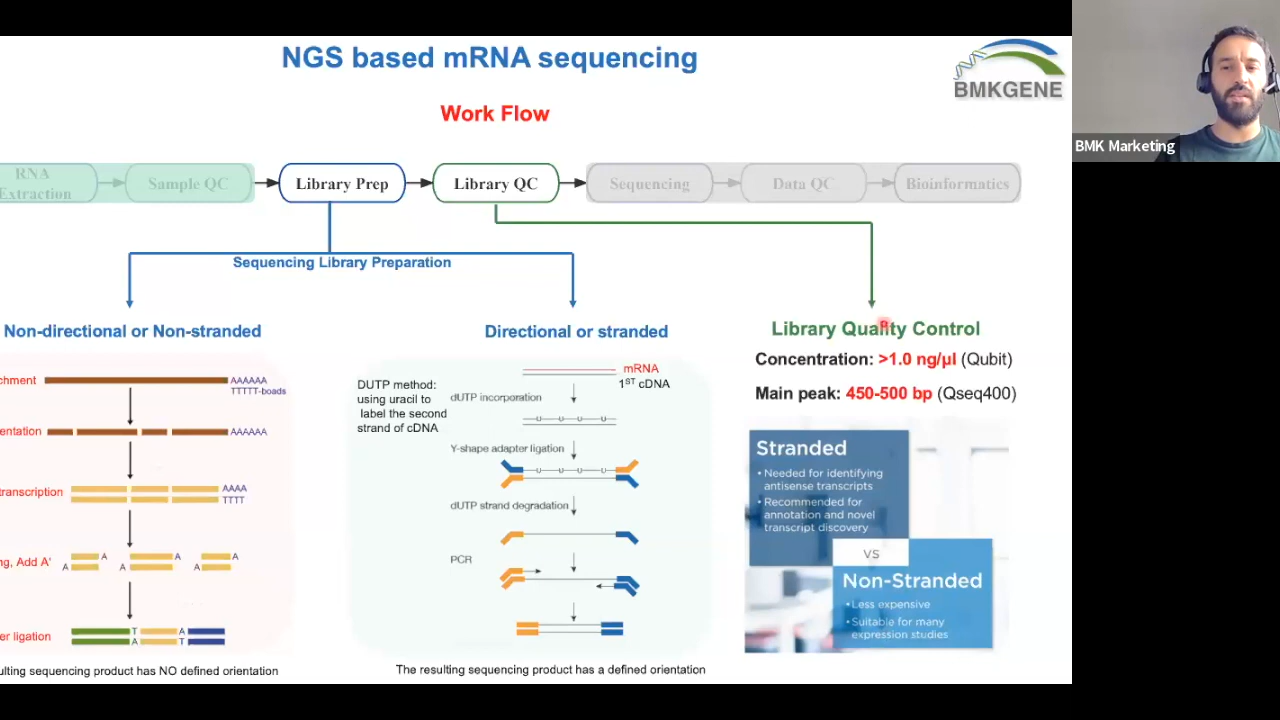 NGS based mRNA sequencing
BMKGENE
Work Flow
BMK Marketing
RNA
Extraction
Sample QC
Library Prep
Library QC
Sequencing
Data QC
Bioinformatics
Sequencing Library Preparation
Non-directional or Non-stranded
chment
AAAAAA
TTTTT-boads
entation
AAAAAA
transcription
AAAA
TTTT
ng, Add A'
A
A
A
A
A
A
er ligation
T
A
A
T
ulting sequencing product has NO defined orientation
Directional or stranded
DUTP method:
using uracil to
label the second
strand of cDNA
mRNA
1ST cDNA
dUTP incorporation
U U U U
Y-shape adapter ligation
U U U U
dUTP strand degradation
PCR
The resulting sequencing product has a defined orientation
Library Quality Control
Concentration: >1.0 ng/µl (Qubit)
Main peak: 450-500 bp (Qseq400)
Stranded
• Needed for identifying
antisense transcripts
• Recommended for
annotation and novel
transcript discovery
VS
Non-Stranded
• Less expensive
• Suitable for many
expression studies